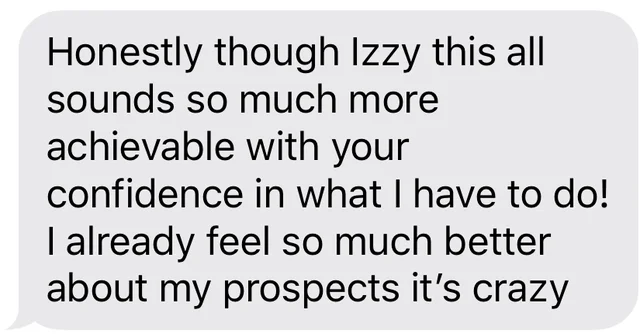 Honestly though Izzy this all
sounds so much more
achievable with your
confidence in what I have to do!
I already feel so much better
about my prospects it’s crazy